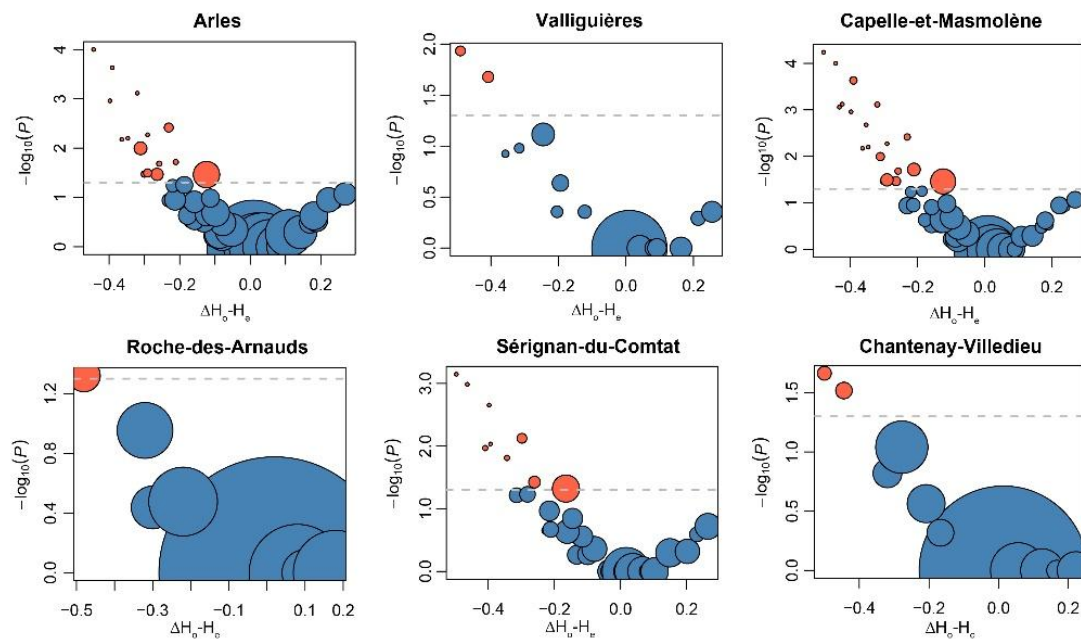 Arles
Valliguières
Capelle-et-Masmolène
−log10(P)
4
3
2
1
0
−0.4
−0.2
0.0
0.2
ΔHo-He
−log10(P)
2.0
1.5
1.0
0.5
0.0
−0.4
−0.2
0.0
0.2
ΔHo-He
−log10(P)
4
3
2
1
0
−0.4
−0.2
0.0
0.2
ΔHo-He
Roche-des-Arnauds
Sérignan-du-Comtat
Chantenay-Villedieu
−log10(P)
1.2
0.8
0.4
0.0
−0.5
−0.3
−0.1
0.1
0.2
ΔHo-He
−log10(P)
3.0
2.0
1.0
0.0
−0.4
−0.2
0.0
0.2
ΔHo-He
−log10(P)
1.5
1.0
0.5
0.0
−0.4
−0.2
0.0
0.2
ΔHo-He